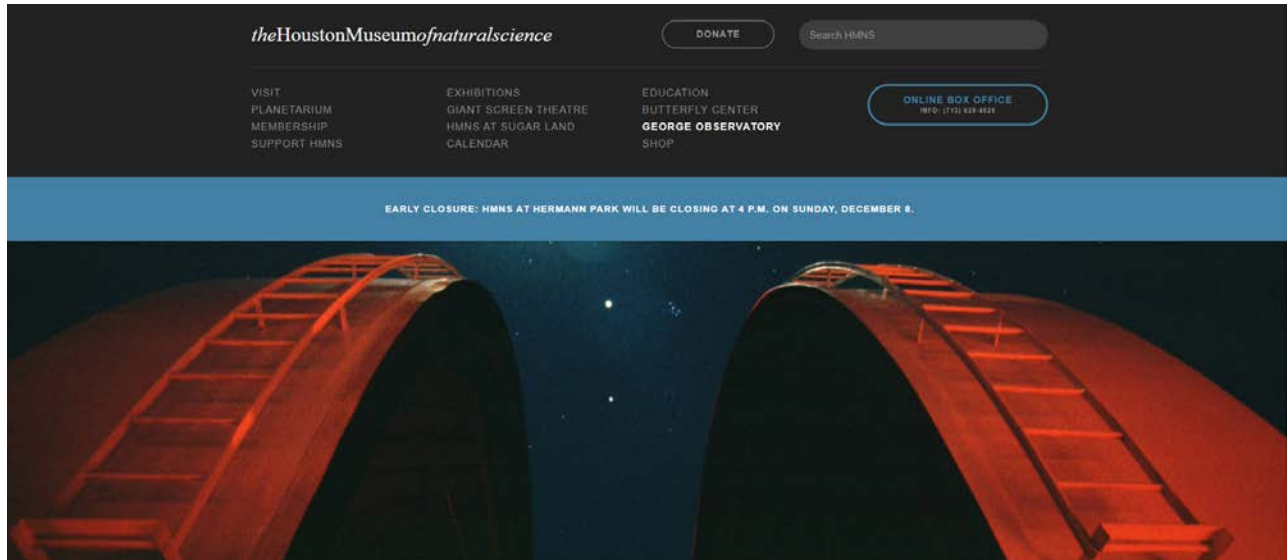 theHoustonMuseumofnaturalscience
DONATE
Search HMNS
VISIT
PLANETARIUM
MEMBERSHIP
SUPPORT HMNS
EXHIBITIONS
GIANT SCREEN THEATRE
HMNS AT SUGAR LAND
CALENDAR
EDUCATION
BUTTERFLY CENTER
GEORGE OBSERVATORY
SHOP
ONLINE BOX OFFICE
INFO: (713)
EARLY CLOSURE: HMNS AT HERMANN PARK WILL BE CLOSING AT 4 P.M. ON SUNDAY, DECEMBER 8.